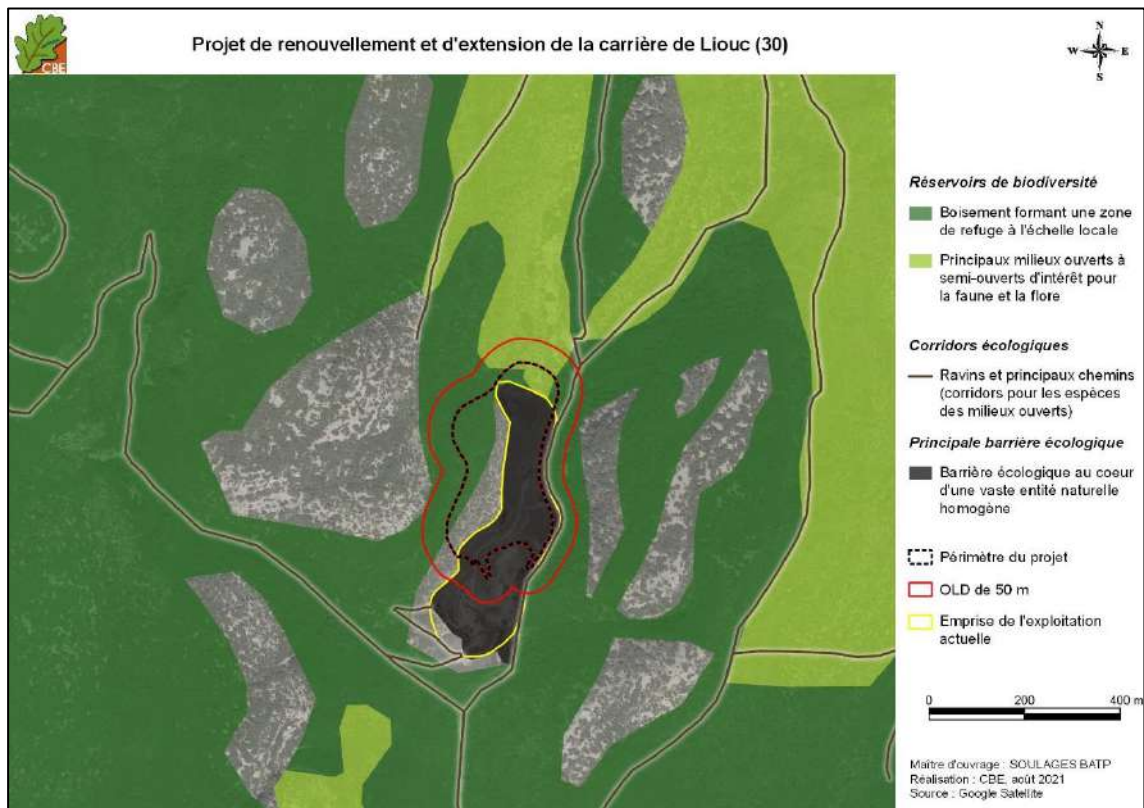 CBE
Projet de renouvellement et d'extension de la carrière de Liouc (30)
N
W E
S
Réservoirs de biodiversité
Boisement formant une zone
de refuge à l'échelle locale
Principaux milieux ouverts à
semi-ouverts d'intérêt pour
la faune et la flore
Corridors écologiques
Ravins et principaux chemins
(corridors pour les espèces
des milieux ouverts)
Principale barrière écologique
Barrière écologique au coeur
d'une vaste entité naturelle
homogène
Périmètre du projet
OLD de 50 m
Emprise de l'exploitation
actuelle
0 200 400 m
Maître d'ouvrage : SOULAGES BATP
Réalisation : CBE, août 2021
Source : Google Satellite